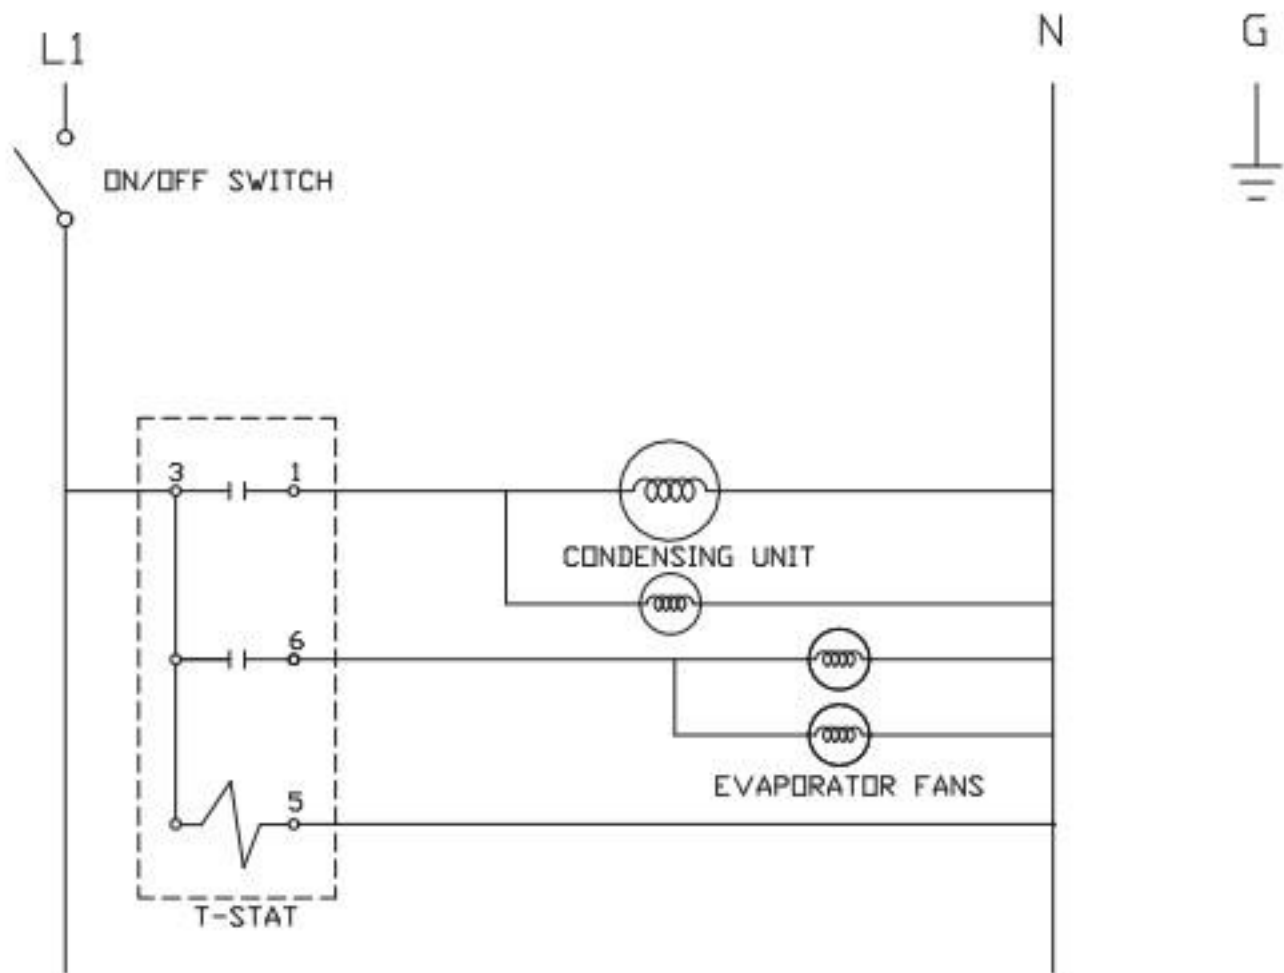 L1
N
G
ON/OFF SWITCH
3
1
CONDENSING UNIT
6
EVAPORATOR FANS
5
T-STAT